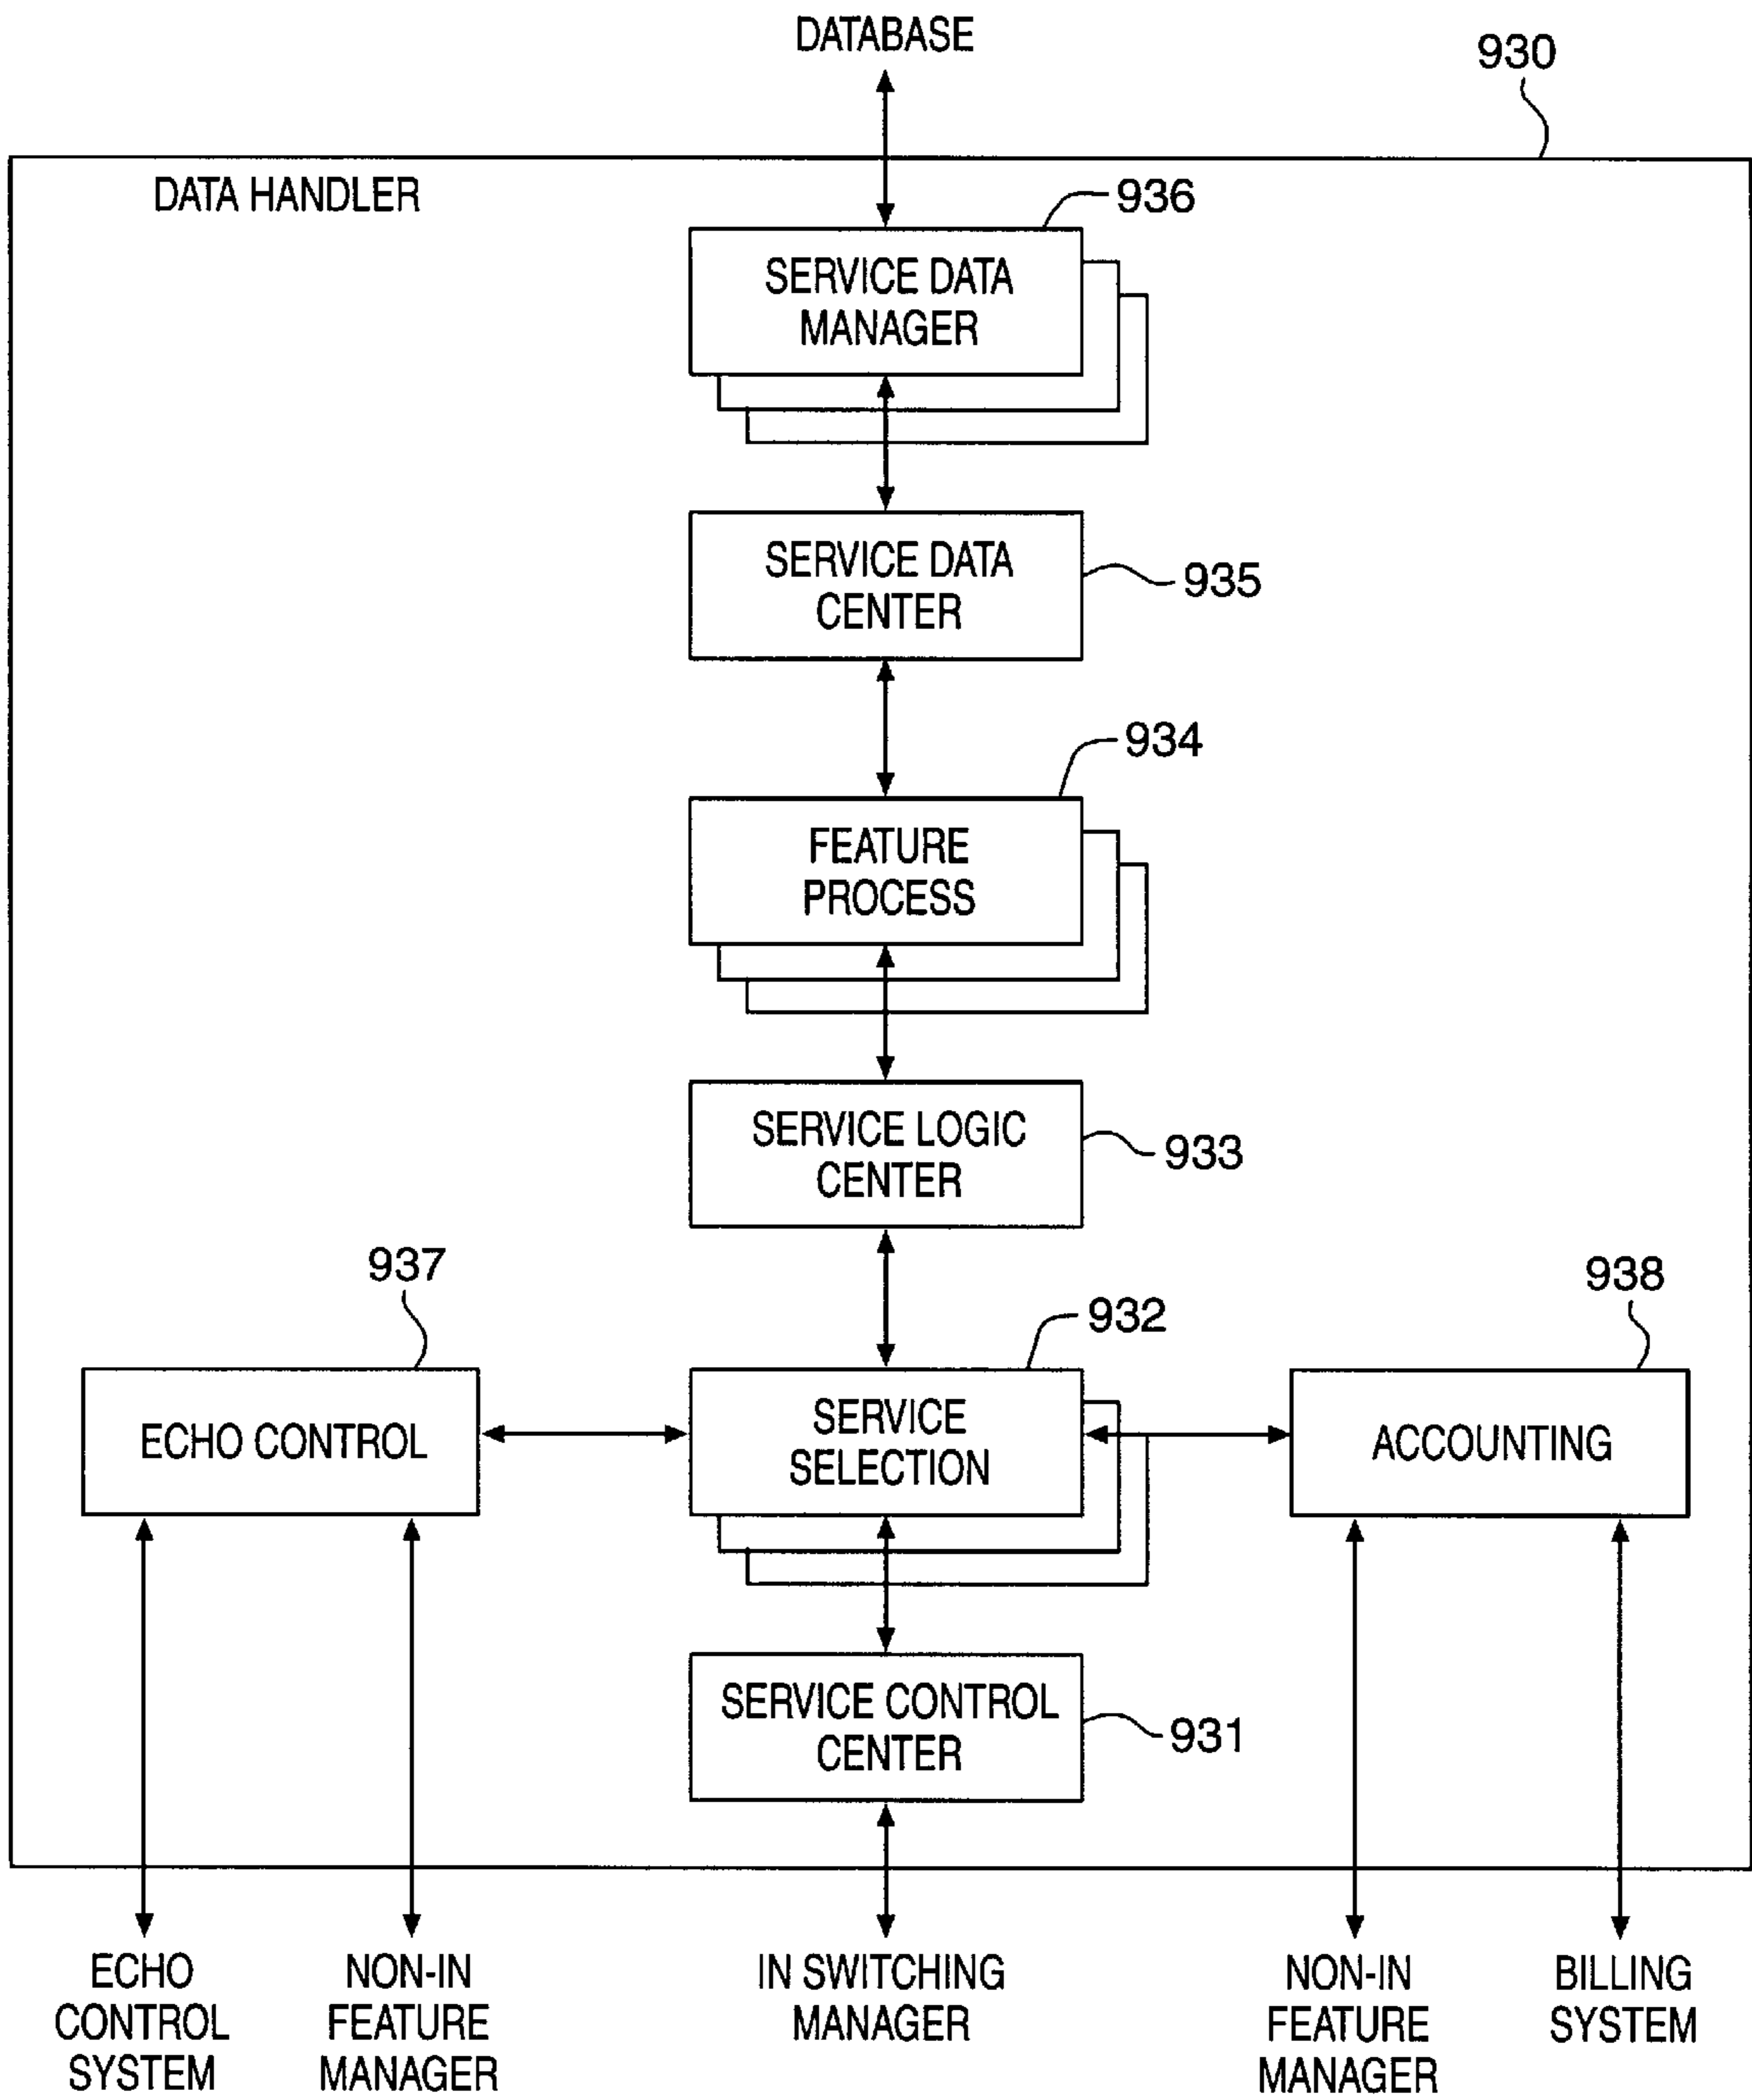 DATABASE
930
DATA HANDLER
936
SERVICE DATA
MANAGER
SERVICE DATA
CENTER
935
934
FEATURE
PROCESS
SERVICE LOGIC
CENTER
933
937
932
938
ECHO CONTROL
SERVICE
SELECTION
ACCOUNTING
SERVICE CONTROL
CENTER
931
ECHO
CONTROL
SYSTEM
NON-IN
FEATURE
MANAGER
IN SWITCHING
MANAGER
NON-IN
FEATURE
MANAGER
BILLING
SYSTEM